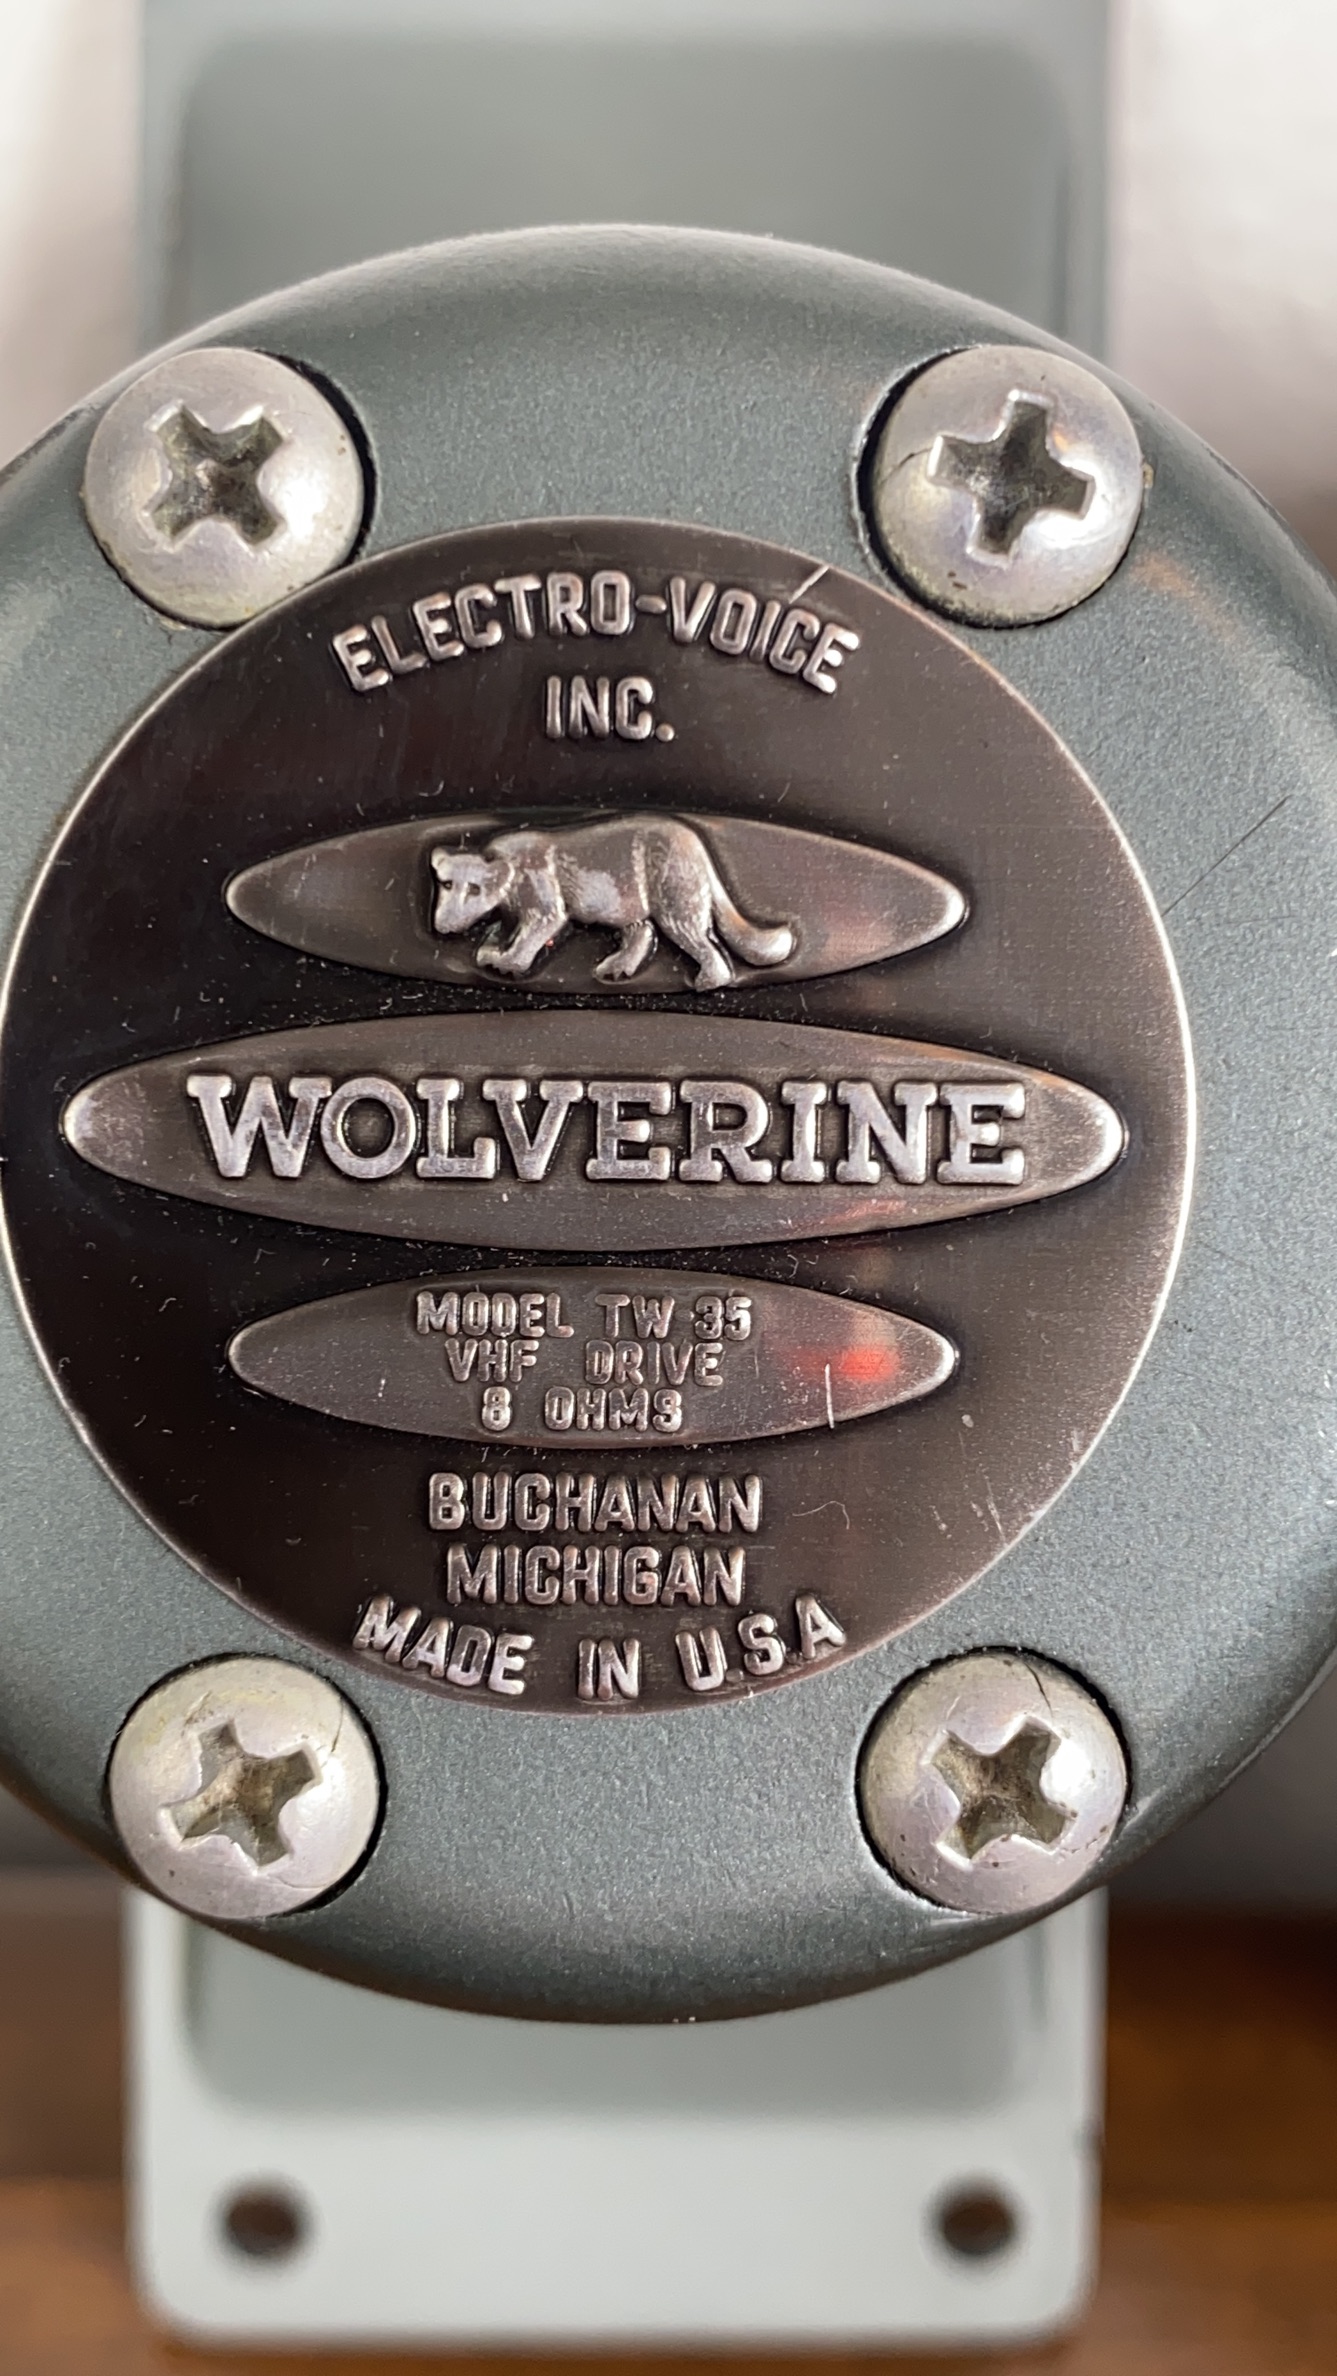 ELECTRO-VOICE
INC.
WOLVERINE
MODEL TW 35
VHF DRIVE
8 OHMS
BUCHANAN
MICHIGAN
MADE IN U.S.A